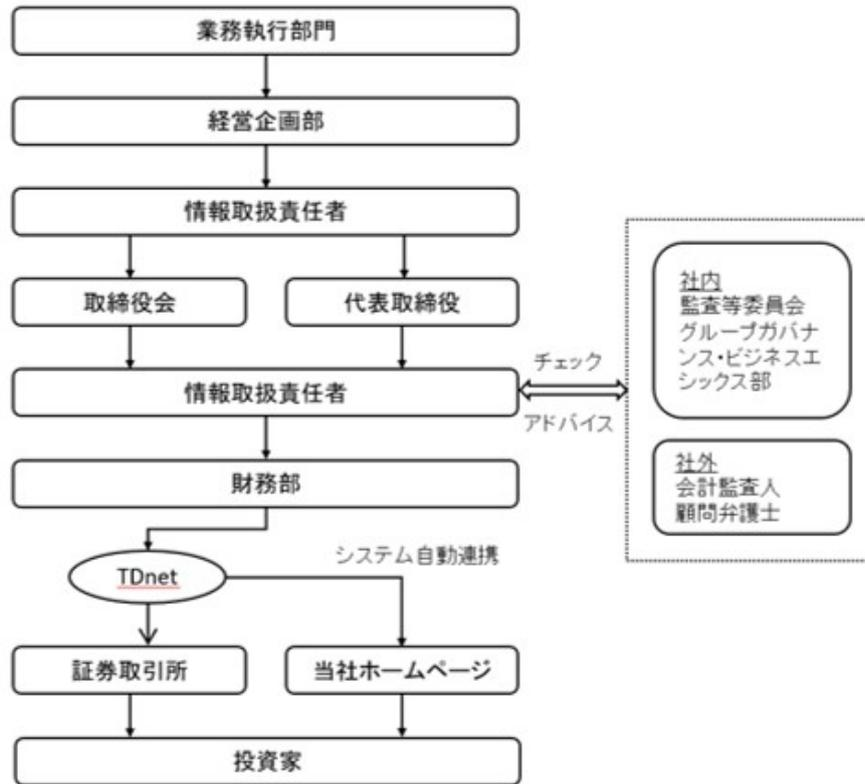 業務執行部門
経営企画部
情報取扱責任者
取締役会
代表取締役
情報取扱責任者
チェック
アドバイス
社内
監査等委員会
グループガバナ
ンス・ビジネスエ
シックス部
社外
会計監査人
顧問弁護士
財務部
TDnet
システム自動連携
証券取引所
当社ホームページ
投資家